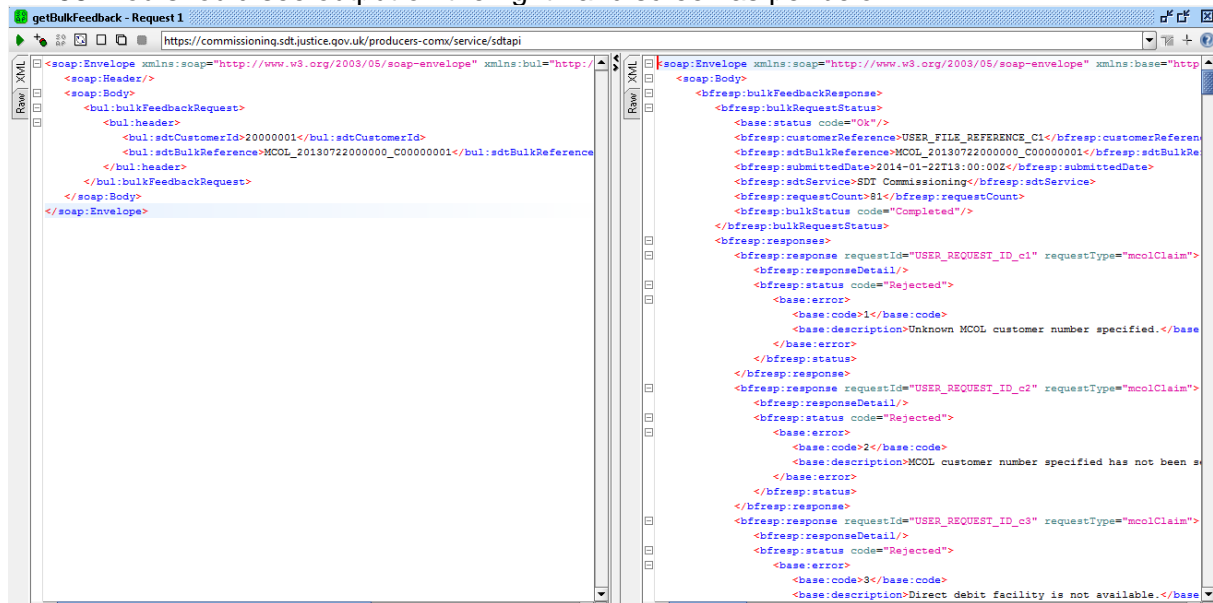 getBulkFeedback - Request 1
https://commissioning.sdt.justice.gov.uk/producers-comx/service/sdtapi
XML
Raw
<soap:Envelope xmlns:soap="http://www.w3.org/2003/05/soap-envelope" xmlns:bul="http:/
<soap:Header/>
<soap:Body>
<bul:bulkFeedbackRequest>
<bul:header>
<bul:sdtCustomerId>20000001</bul:sdtCustomerId>
<bul:sdtBulkReference>MCOL_20130722000000_C00000001</bul:sdtBulkReference
</bul:header>
</bul:bulkFeedbackRequest>
</soap:Body>
</soap:Envelope>
XML
Raw
<soap:Envelope xmlns:soap="http://www.w3.org/2003/05/soap-envelope" xmlns:base="http
<soap:Body>
<bfresp:bulkFeedbackResponse>
<bfresp:bulkRequestStatus>
<base:status code="Ok"/>
<bfresp:customerReference>USER_FILE_REFERENCE_C1</bfresp:customerReferen
<bfresp:sdtBulkReference>MCOL_20130722000000_C00000001</bfresp:sdtBulkRe
<bfresp:submittedDate>2014-01-22T13:00:00Z</bfresp:submittedDate>
<bfresp:sdtService>SDT Commissioning</bfresp:sdtService>
<bfresp:requestCount>81</bfresp:requestCount>
<bfresp:bulkStatus code="Completed"/>
</bfresp:bulkRequestStatus>
<bfresp:responses>
<bfresp:response requestId="USER_REQUEST_ID_c1" requestType="mcolClaim">
<bfresp:responseDetail/>
<bfresp:status code="Rejected">
<base:error>
<base:code>1</base:code>
<base:description>Unknown MCOL customer number specified.</base
</base:error>
</bfresp:status>
</bfresp:response>
<bfresp:response requestId="USER_REQUEST_ID_c2" requestType="mcolClaim">
<bfresp:responseDetail/>
<bfresp:status code="Rejected">
<base:error>
<base:code>2</base:code>
<base:description>MCOL customer number specified has not been s
</base:error>
</bfresp:status>
</bfresp:response>
<bfresp:response requestId="USER_REQUEST_ID_c3" requestType="mcolClaim">
<bfresp:responseDetail/>
<bfresp:status code="Rejected">
<base:error>
<base:code>3</base:code>
<base:description>Direct debit facility is not available.</base